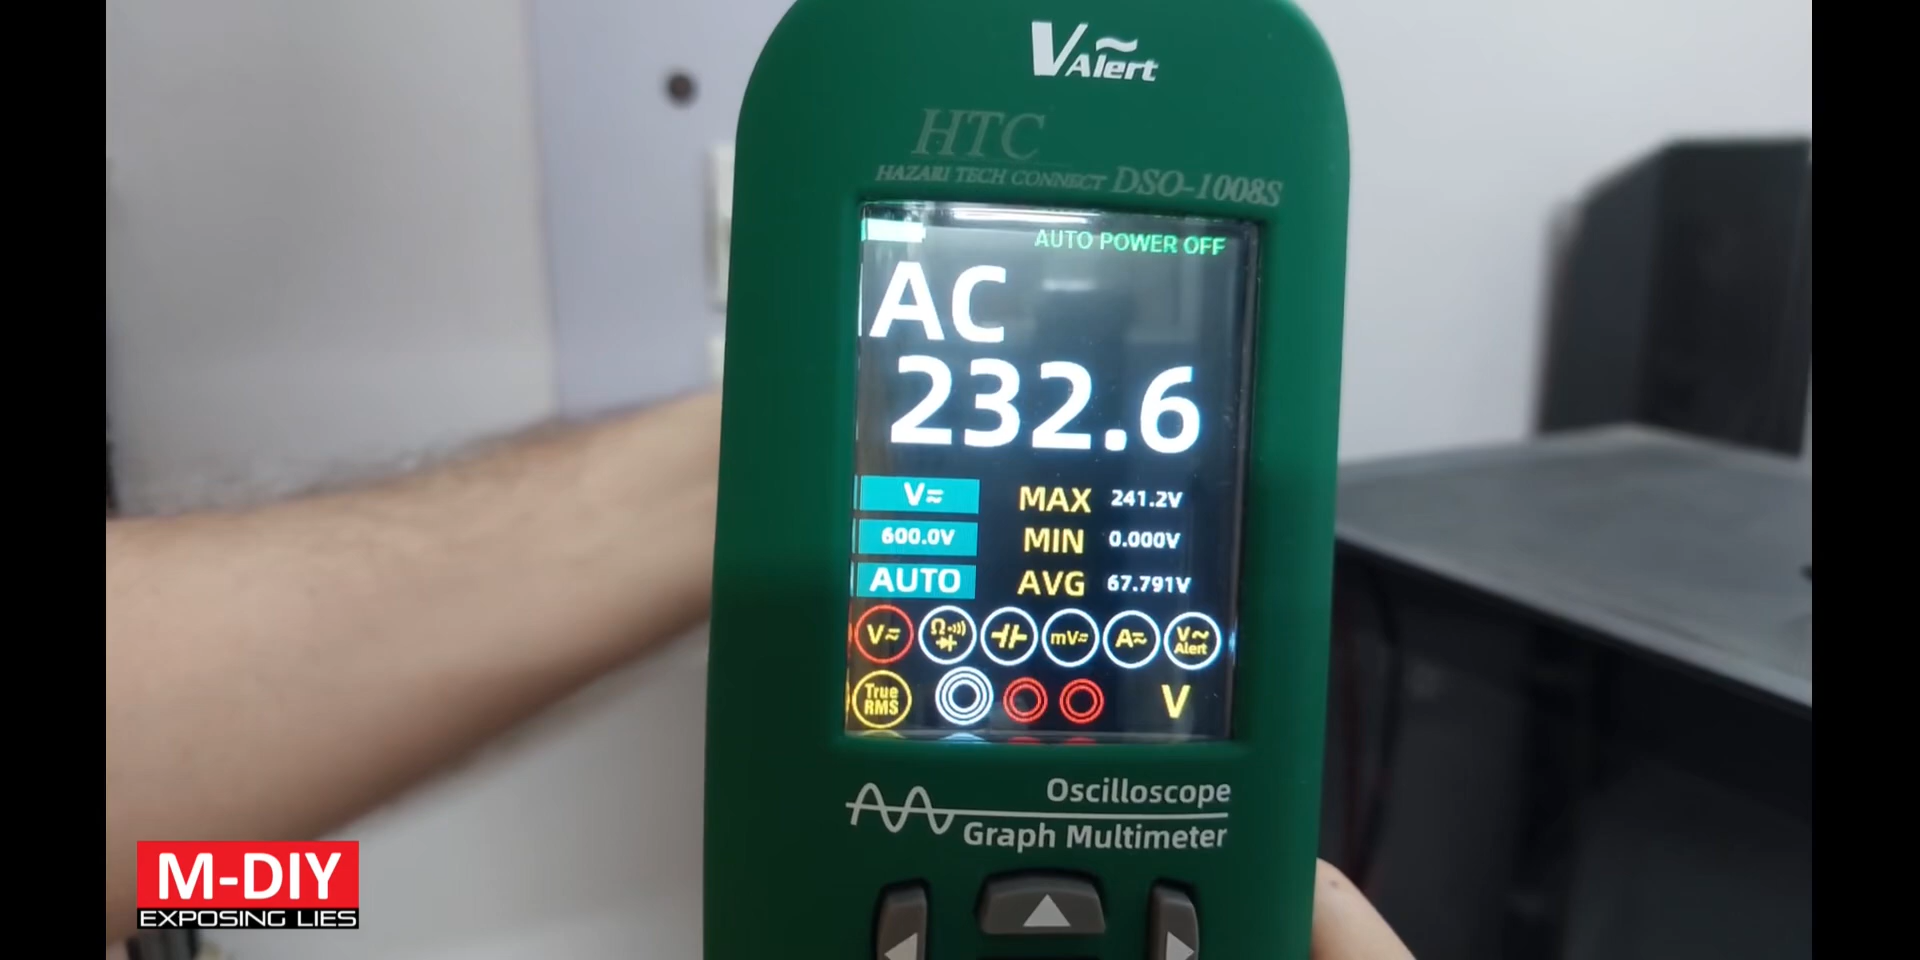 V~Alert
HTC
HAZARI TECH CONNECT DSO-1008S
AUTO POWER OFF
AC
232.6
V≂ MAX 241.2V
600.0V MIN 0.000V
AUTO AVG 67.791V
V≂ Ω mV≂ A≂ V~ Alert
True RMS V
Oscilloscope
Graph Multimeter
M-DIY
EXPOSING LIES